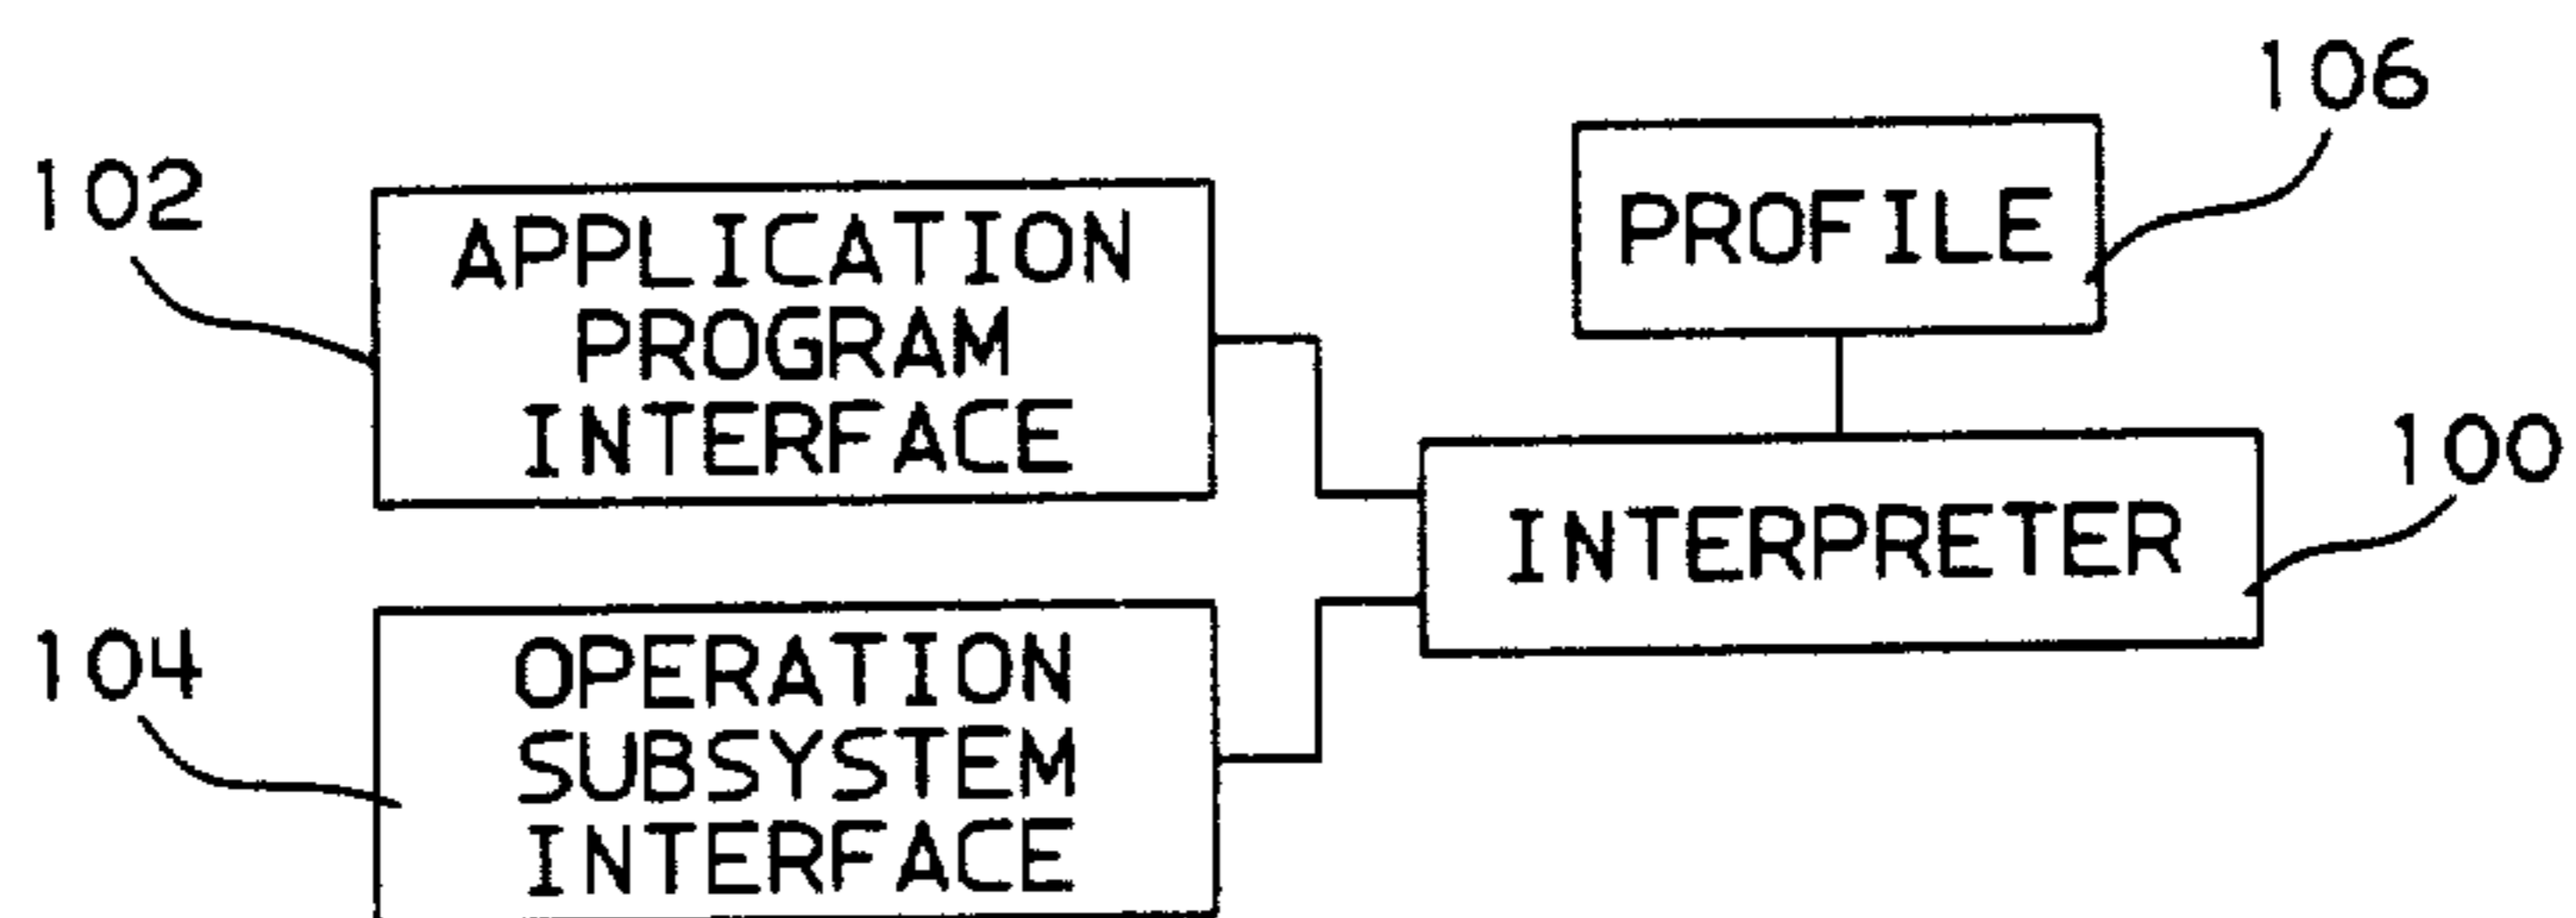 106
102
PROFILE
APPLICATION
PROGRAM
INTERFACE
100
INTERPRETER
104
OPERATION
SUBSYSTEM
INTERFACE